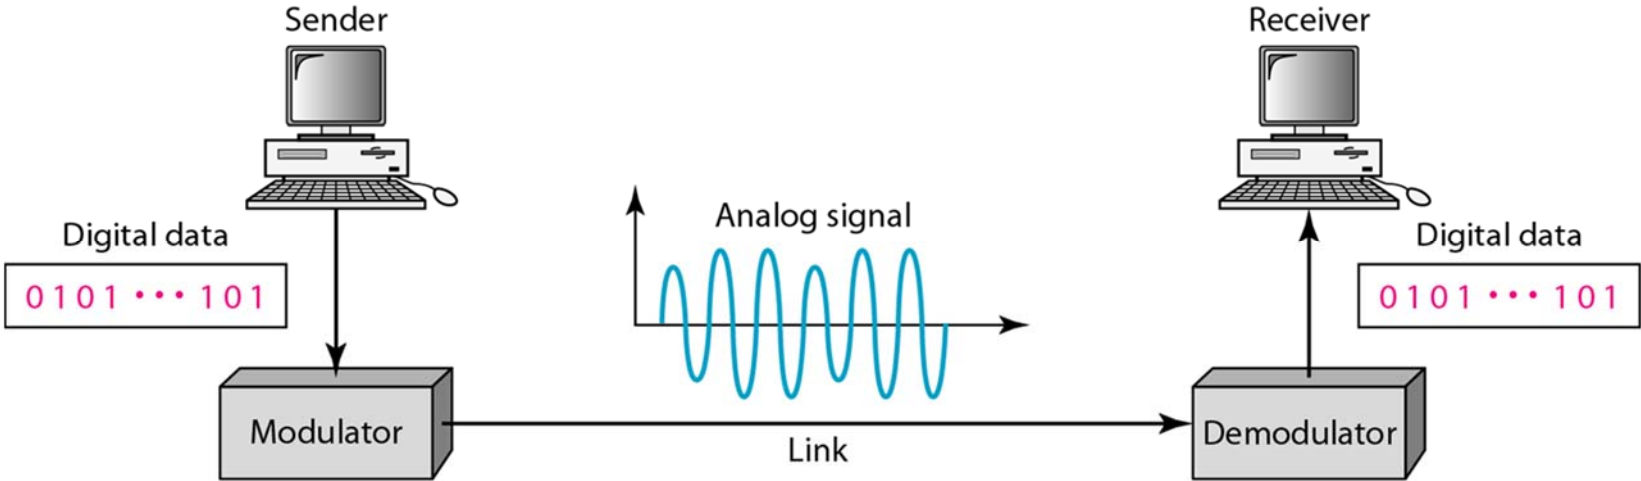 Sender
Receiver
Analog signal
Digital data
Digital data
0101 ··· 101
0101 ··· 101
Modulator
Link
Demodulator